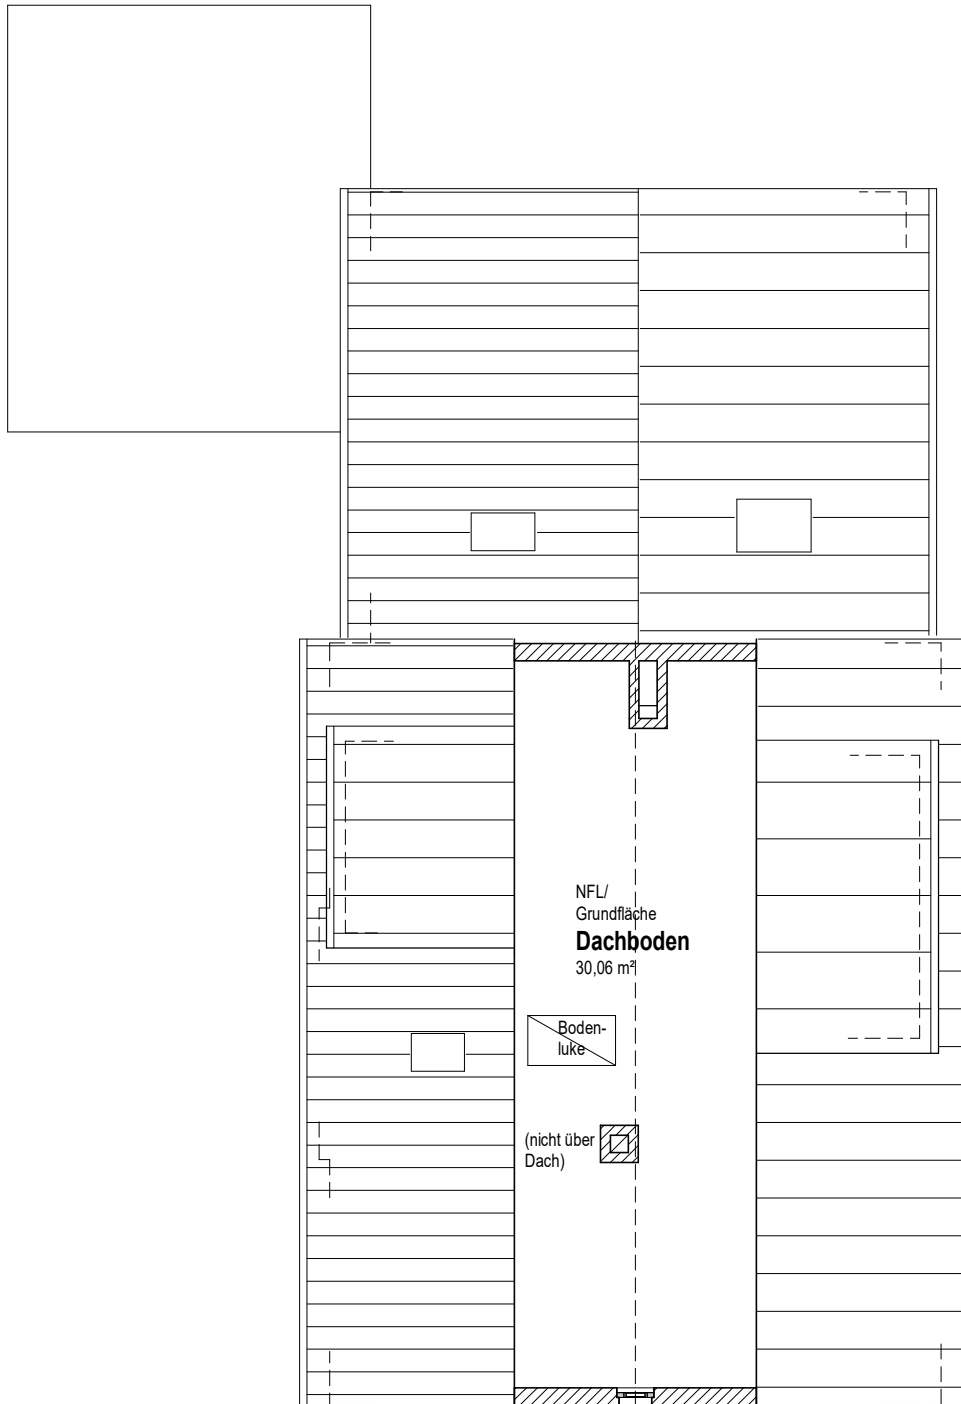 NFL/
Grundfläche
Dachboden
30,06 m²
Boden-
luke
(nicht über
Dach)